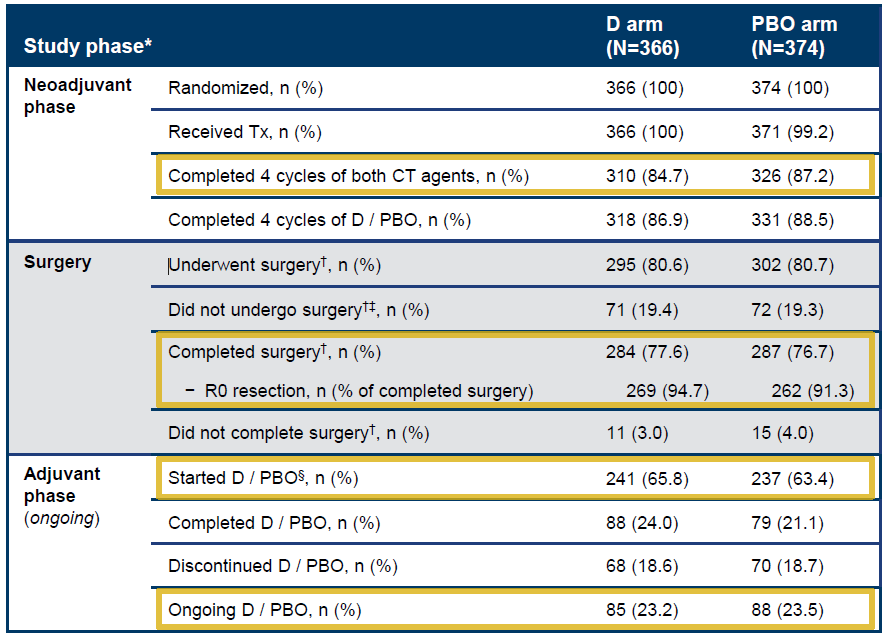 Study phase* D arm (N=366) PBO arm (N=374)
Neoadjuvant phase
Randomized, n (%) 366 (100) 374 (100)
Received Tx, n (%) 366 (100) 371 (99.2)
Completed 4 cycles of both CT agents, n (%) 310 (84.7) 326 (87.2)
Completed 4 cycles of D / PBO, n (%) 318 (86.9) 331 (88.5)
Surgery
Underwent surgery†, n (%) 295 (80.6) 302 (80.7)
Did not undergo surgery†‡, n (%) 71 (19.4) 72 (19.3)
Completed surgery†, n (%) 284 (77.6) 287 (76.7)
− R0 resection, n (% of completed surgery) 269 (94.7) 262 (91.3)
Did not complete surgery†, n (%) 11 (3.0) 15 (4.0)
Adjuvant phase (ongoing)
Started D / PBO§, n (%) 241 (65.8) 237 (63.4)
Completed D / PBO, n (%) 88 (24.0) 79 (21.1)
Discontinued D / PBO, n (%) 68 (18.6) 70 (18.7)
Ongoing D / PBO, n (%) 85 (23.2) 88 (23.5)